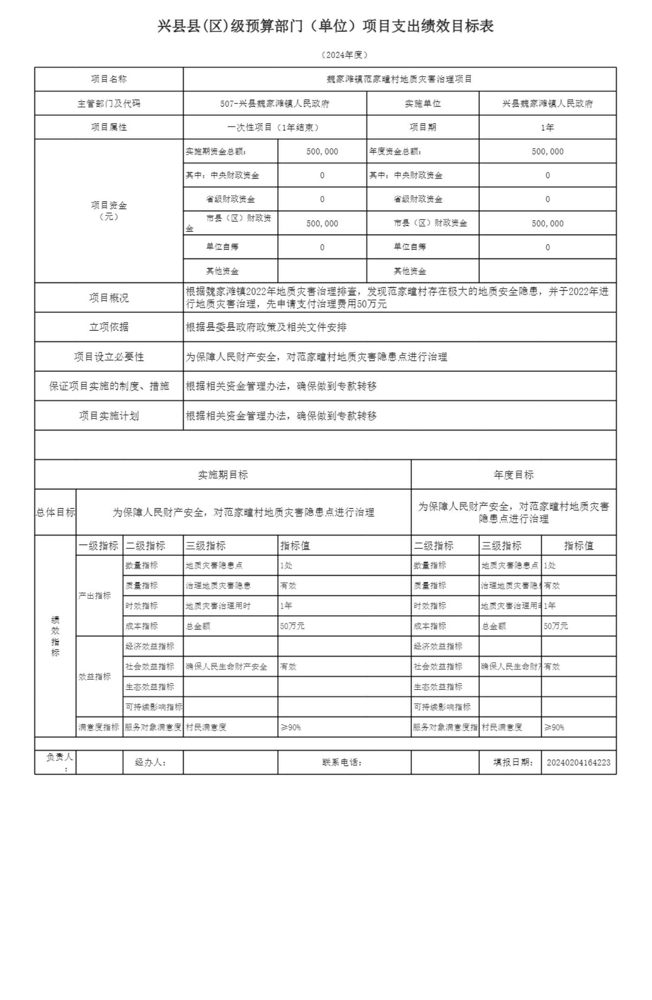 兴县县(区)级预算部门（单位）项目支出绩效目标表
（2024年度）
项目名称 魏家滩镇范家疃村地质灾害治理项目
主管部门及代码 507-兴县魏家滩镇人民政府 实施单位 兴县魏家滩镇人民政府
项目属性 一次性项目（1年结束） 项目期 1年
项目资金
（元）
实施期资金总额: 500,000 年度资金总额: 500,000
其中: 中央财政资金 0 其中: 中央财政资金 0
省级财政资金 0 省级财政资金 0
市县（区）财政资
金 500,000 市县（区）财政资金 500,000
单位自筹 0 单位自筹 0
其他资金 其他资金
项目概况 根据魏家滩镇2022年地质灾害治理排查，发现范家疃村存在极大的地质安全隐患，并于2022年进
行地质灾害治理，先申请支付治理费用50万元
立项依据 根据县委县政府政策及相关文件安排
项目设立必要性 为保障人民财产安全，对范家疃村地质灾害隐患点进行治理
保证项目实施的制度、措施 根据相关资金管理办法，确保做到专款转移
项目实施计划 根据相关资金管理办法，确保做到专款转移
实施期目标 年度目标
总体目标 为保障人民财产安全，对范家疃村地质灾害隐患点进行治理 为保障人民财产安全，对范家疃村地质灾害
隐患点进行治理
绩
效
指
标
一级指标 二级指标 三级指标 指标值 二级指标 三级指标 指标值
产出指标 数量指标 地质灾害隐患点 1处 数量指标 地质灾害隐患点 1处
质量指标 治理地质灾害隐患 有效 质量指标 治理地质灾害隐 有效
时效指标 地质灾害治理用时 1年 时效指标 地质灾害治理用 1年
成本指标 总金额 50万元 成本指标 总金额 50万元
效益指标 经济效益指标 经济效益指标
社会效益指标 确保人民生命财产安全 有效 社会效益指标 确保人民生命财 有效
生态效益指标 生态效益指标
可持续影响指标 可持续影响指标
满意度指标 服务对象满意度 村民满意度 ≥90% 服务对象满意度指 村民满意度 ≥90%
负责人
: 经办人: 联系电话: 填报日期: 20240204164223